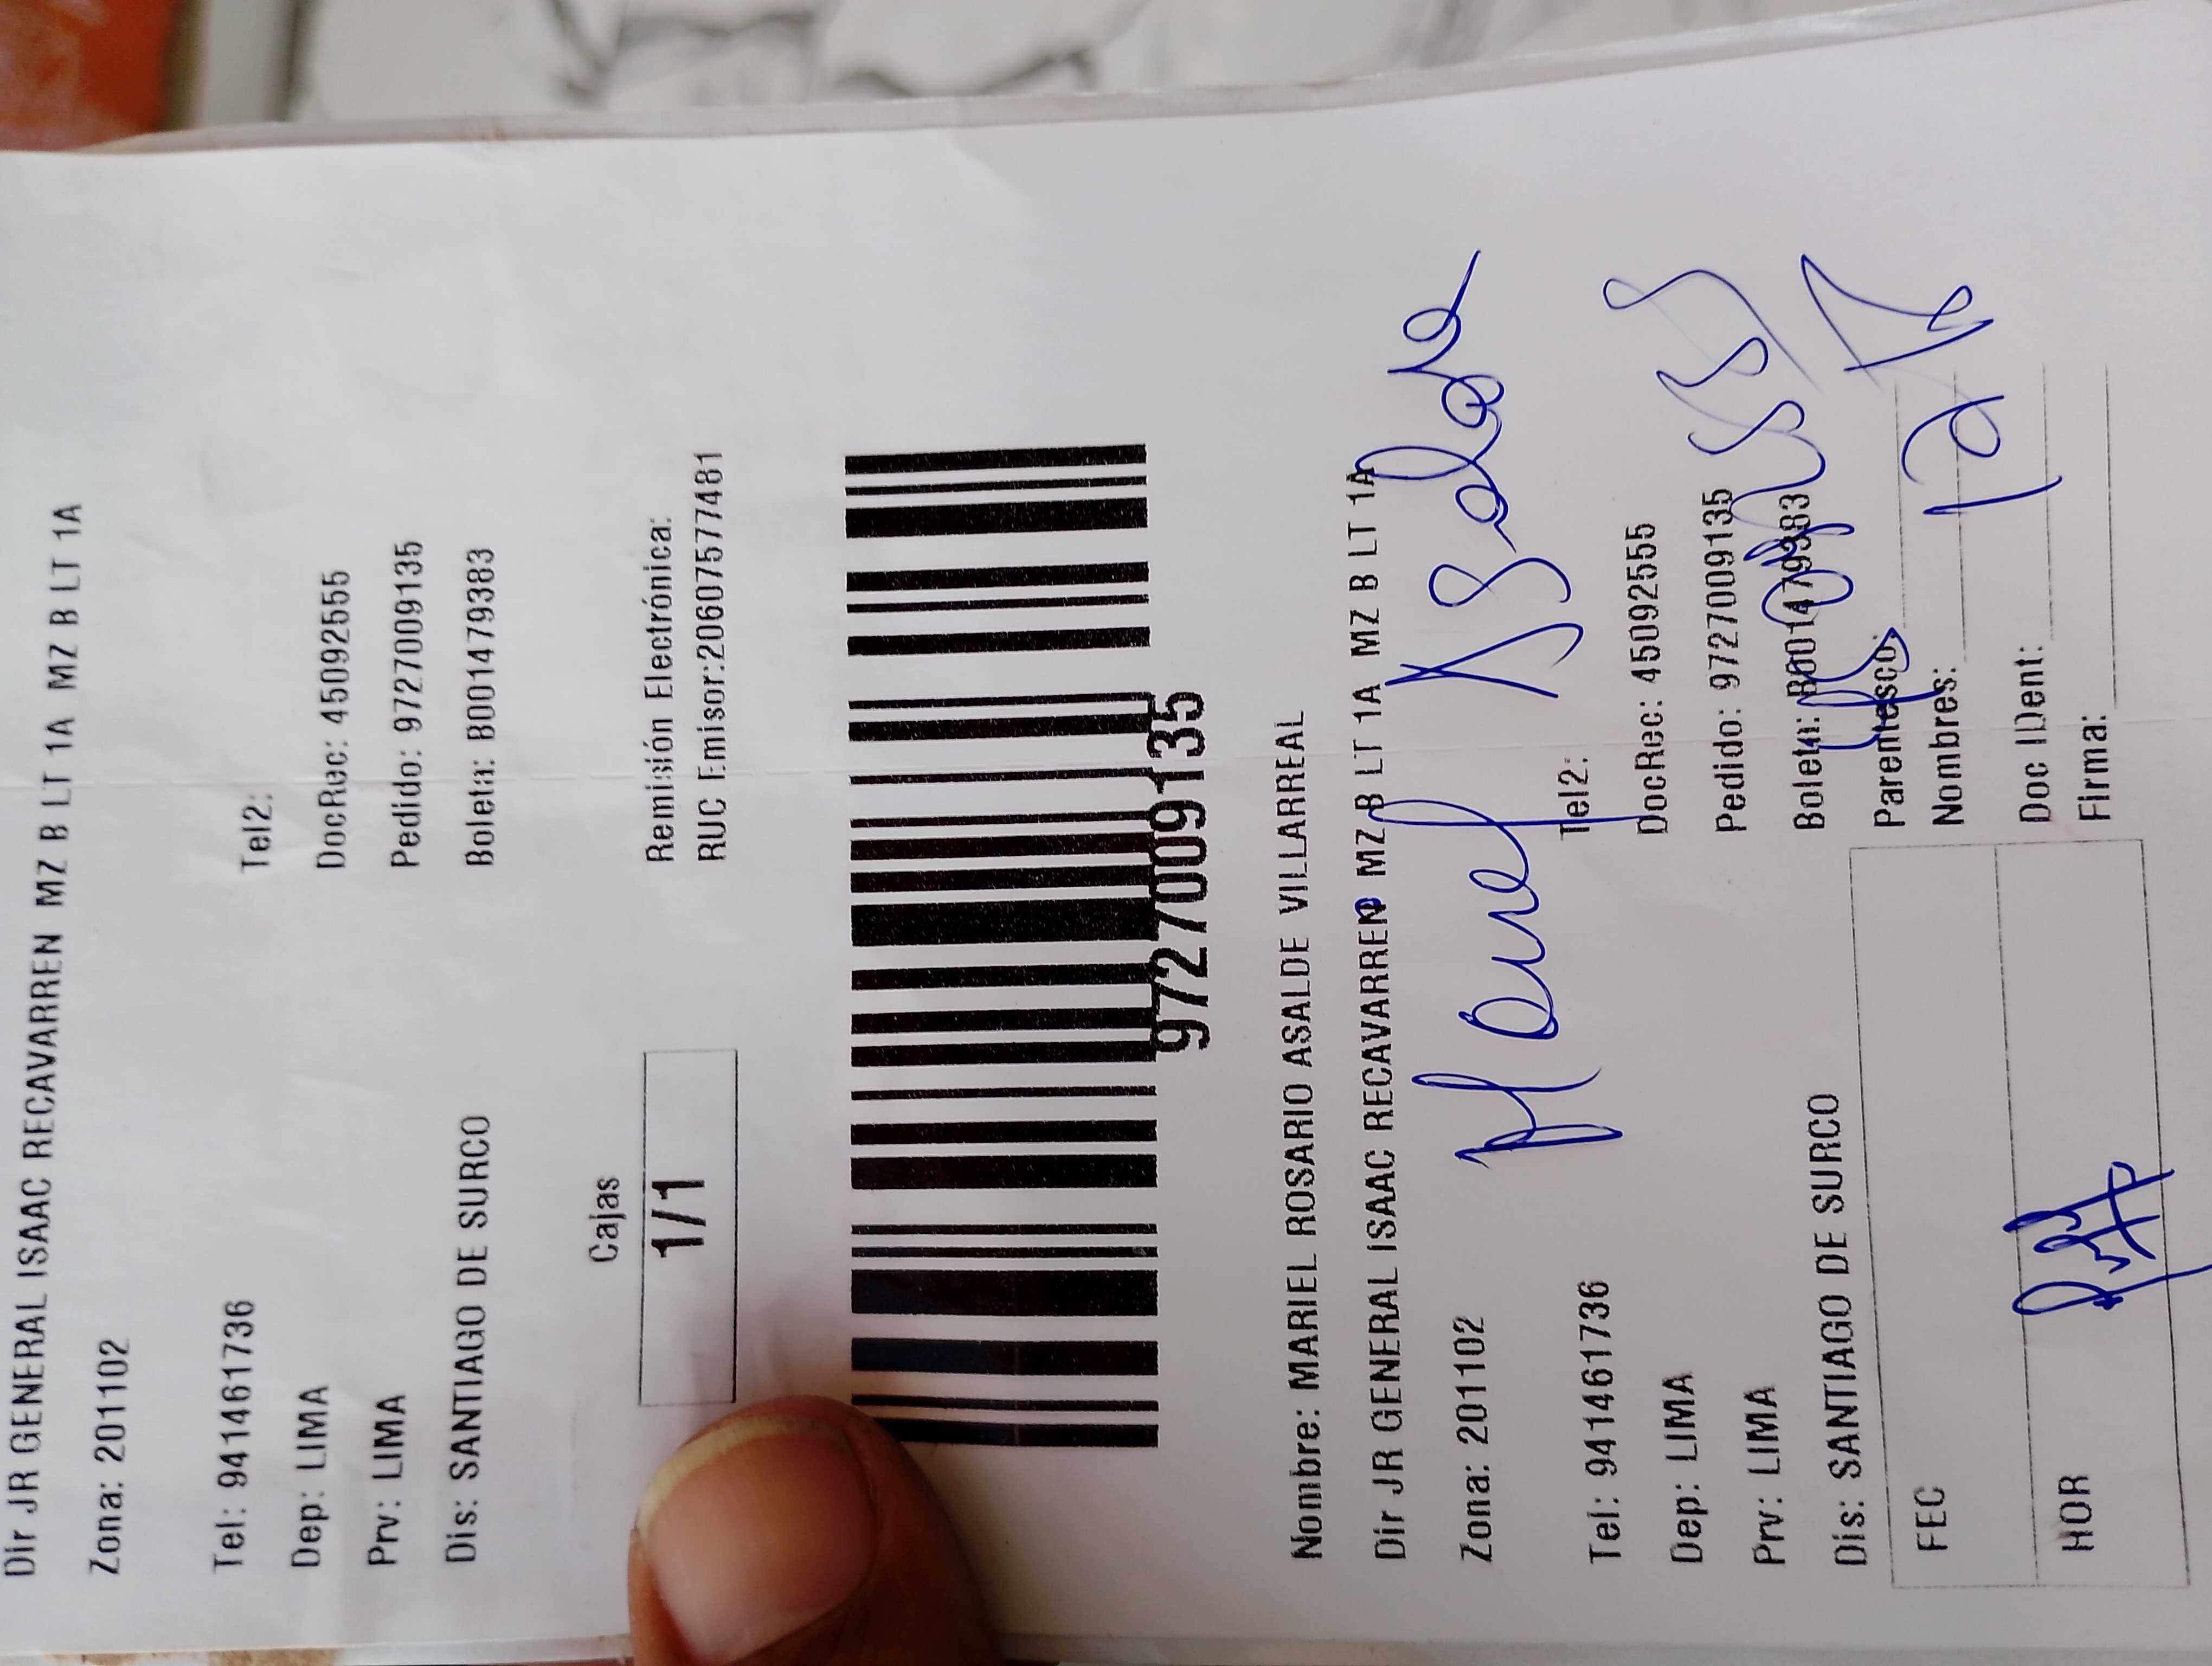 Dir JR GENERAL ISAAC RECAVARREN MZ B LT 1A MZ B LT 1A
Zona: 201102
Tel: 941461736
Tel2:
Dep: LIMA
DocRec: 45092555
Prv: LIMA
Pedido: 9727009135
Dis: SANTIAGO DE SURCO
Boleta: B001479383
Cajas
1/1
Remisión Electrónica:
RUC Emisor:20607577481
9727009135
Nombre: MARIEL ROSARIO ASALDE VILLARREAL
Dir JR GENERAL ISAAC RECAVARREN MZ B LT 1A MZ B LT 1A
Zona: 201102
Asalde
Tel: 941461736
Tel2:
Dep: LIMA
DocRec: 45092555
Prv: LIMA
Pedido: 9727009135
Dis: SANTIAGO DE SURCO
Boleta: B001479383
FEC
Parentesco:
Nombres:
HOR
Doc IDent:
Firma: